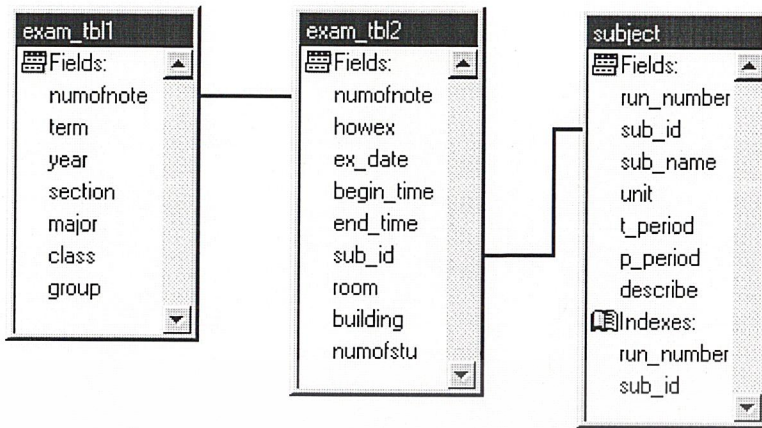 exam_tbl1
Fields:
numofnote
term
year
section
major
class
group
exam_tbl2
Fields:
numofnote
howex
ex_date
begin_time
end_time
sub_id
room
building
numofstu
subject
Fields:
run_number
sub_id
sub_name
unit
t_period
p_period
describe
Indexes:
run_number
sub_id